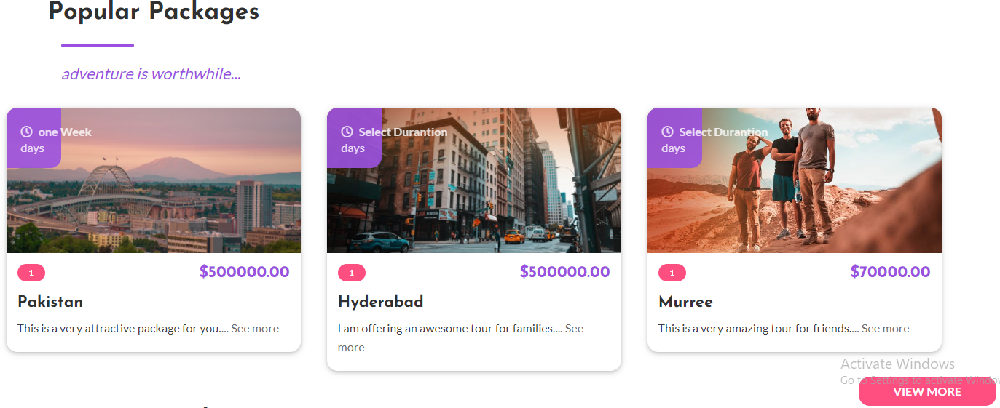 Popular Packages
adventure is worthwhile...
one Week
days
Select Durantion
days
Select Durantion
days
1
$500000.00
1
$500000.00
1
$70000.00
Pakistan
Hyderabad
Murree
This is a very attractive package for you.... See more
I am offering an awesome tour for families.... See
more
This is a very amazing tour for friends.... See more
Activate Windows
Go to Settings to activate Window
VIEW MORE